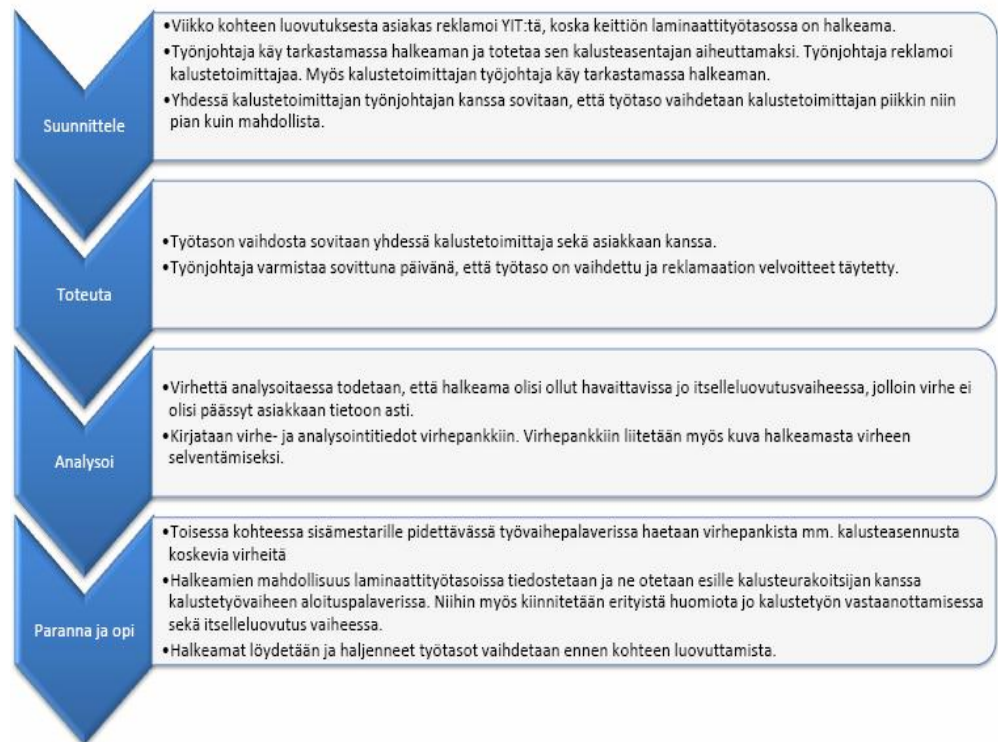 •Viikko kohteen luovutuksesta asiakas reklamoi YIT:tä, koska keittiön laminaattityötasossa on halkeama.
•Työnjohtaja käy tarkastamassa halkeaman ja totetaa sen kalusteasentajan aiheuttamaksi. Työnjohtaja reklamoi
kalustetoimittajaa. Myös kalustetoimittajan työjohtaja käy tarkastamassa halkeaman.
•Yhdessä kalustetoimittajan työnjohtajan kanssa sovitaan, että työtaso vaihdetaan kalustetoimittajan piikkin niin
pian kuin mahdollista.
Suunnittele
•Työtason vaihdosta sovitaan yhdessä kalustetoimittaja sekä asiakkaan kanssa.
•Työnjohtaja varmistaa sovittuna päivänä, että työtaso on vaihdettu ja reklamaation velvoitteet täytetty.
Toteuta
•Virhettä analysoitaessa todetaan, että halkeama olisi ollut havaittavissa jo itselleluovutusvaiheessa, jolloin virhe ei
olisi päässyt asiakkaan tietoon asti.
•Kirjataan virhe- ja analysointitiedot virhepankkiin. Virhepankkiin liitetään myös kuva halkeamasta virheen
selventämiseksi.
Analysoi
•Toisessa kohteessa sisämestarille pidettävässä työvaihepalaverissa haetaan virhepankista mm. kalusteasennusta
koskevia virheitä
•Halkeamien mahdollisuus laminaattityötasoissa tiedostetaan ja ne otetaan esille kalusteurakoitsijan kanssa
kalustetyövaiheen aloituspalaverissa. Niihin myös kiinnitetään erityistä huomiota jo kalustetyön vastaanottamisessa
sekä itselleluovutus vaiheessa.
•Halkeamat löydetään ja haljenneet työtasot vaihdetaan ennen kohteen luovuttamista.
Paranna ja opi